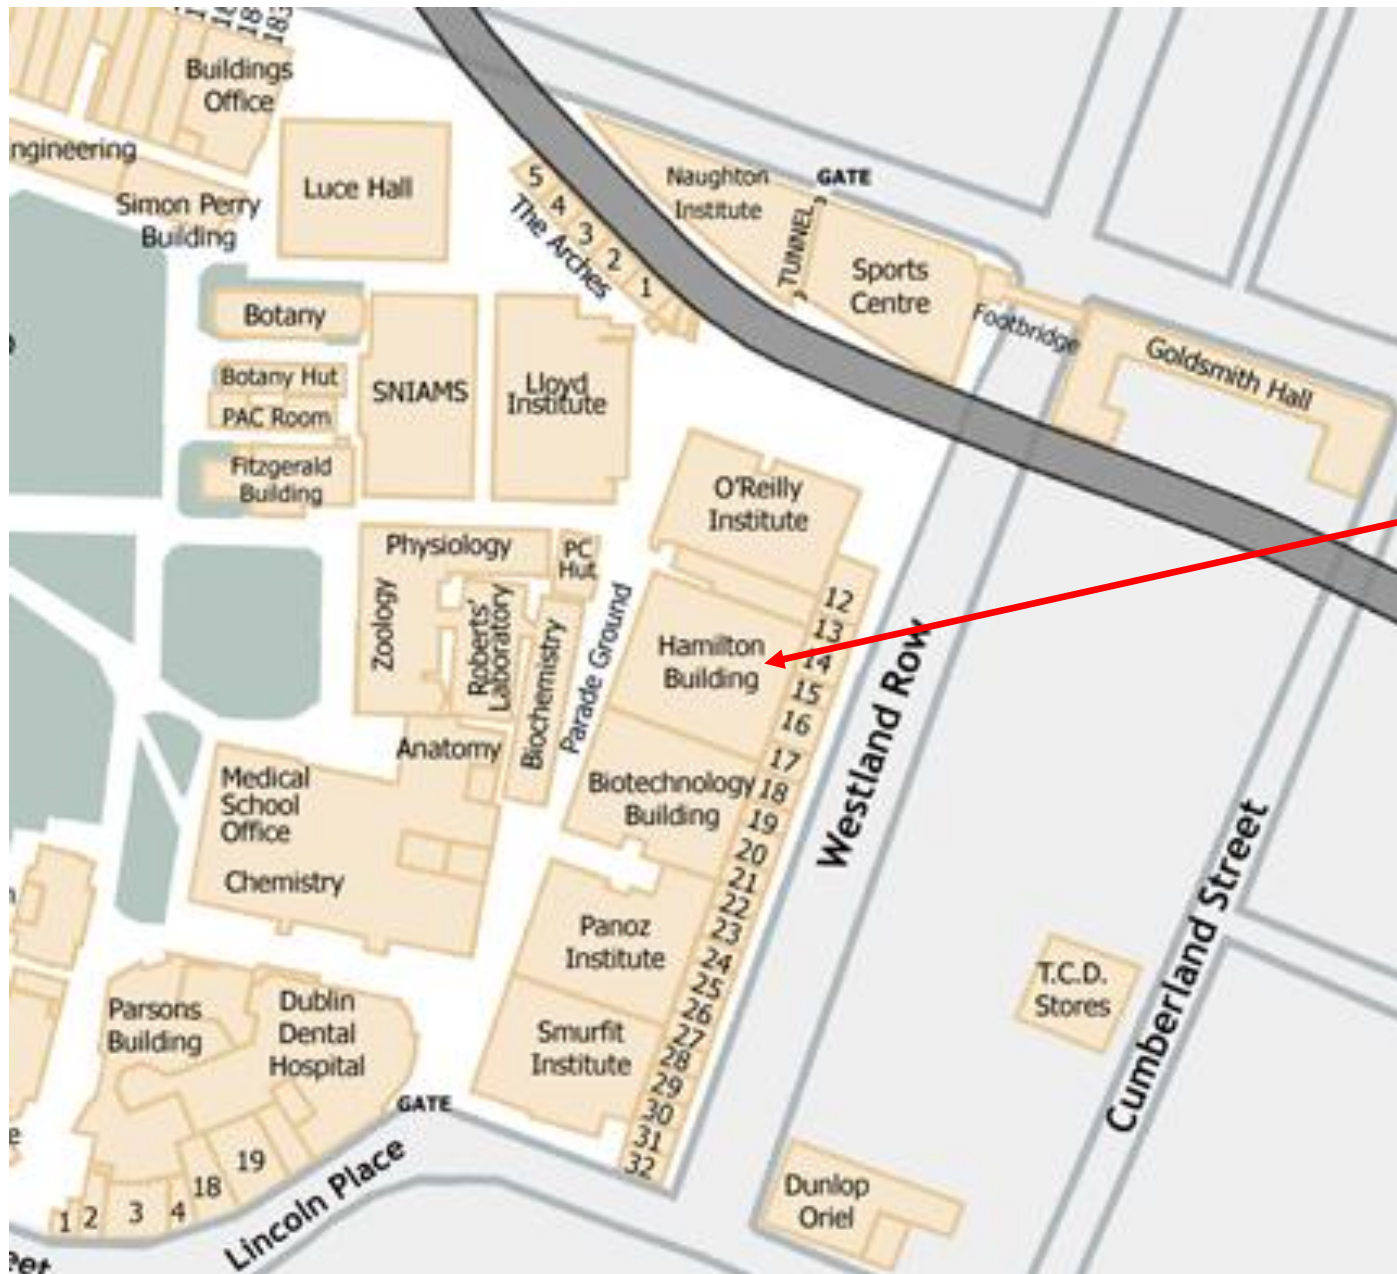 183
Buildings
Office
ngineering
Simon Perry
Building
Luce Hall
5
4
3
2
1
The Arches
Naughton
Institute
GATE
TUNNEL
Sports
Centre
Footbridge
Goldsmith Hall
Botany
Botany Hut
PAC Room
Fitzgerald
Building
SNIAMS
Lloyd
Institute
O'Reilly
Institute
Physiology
PC
Hut
Zoology
Roberts'
Laboratory
Biochemistry
Parade Ground
Hamilton
Building
12
13
14
15
16
17
18
19
20
21
22
23
24
25
26
27
28
29
30
31
32
Westland Row
Anatomy
Medical
School
Office
Chemistry
Biotechnology
Building
Panoz
Institute
Smurfit
Institute
Cumberland Street
T.C.D.
Stores
Parsons
Building
Dublin
Dental
Hospital
GATE
1
2
3
4
18
19
Lincoln Place
Dunlop
Oriel
eet